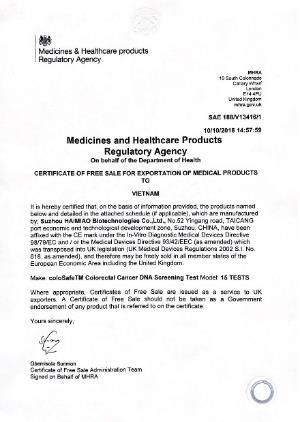 Medicines & Healthcare products
Regulatory Agency
MHRA
10 South Colonnade
Canary Wharf
London
E14 4PU
United Kingdom
mhra.gov.uk
SAE 188/Y13416/1
10/10/2018 14:57:59
Medicines and Healthcare Products
Regulatory Agency
On behalf of the Department of Health
CERTIFICATE OF FREE SALE FOR EXPORTATION OF MEDICAL PRODUCTS
TO
VIETNAM
It is hereby certified that, on the basis of information provided, the products named
below and detailed in the attached schedule (if applicable), which are manufactured
by: Suzhou HAIMIAO Biotechnologies Co.,Ltd., No.52 Yingang road, TAICANG
port economic and technological development zone, Suzhou, CHINA, have been
affixed with the CE mark under the In-Vitro Diagnostic Medical Devices Directive
98/79/EC and / or the Medical Devices Directive 93/42/EEC (as amended) which
was transposed into UK legislation (UK Medical Devices Regulations 2002 S.I. No.
618, as amended), and therefore may be freely sold in all member states of the
European Economic Area including the United Kingdom.
Make: coloSafeTM Colorectal Cancer DNA Screening Test Model: 15 TESTS
Where appropriate, Certificates of Free Sale are issued as a service to UK
exporters. A Certificate of Free Sale should not be taken as a Government
endorsement of any product that is referred to on the certificate.
Yours sincerely,
Gbemisola Sunmon
Certificate of Free Sale Administration Team
Signed on Behalf of MHRA